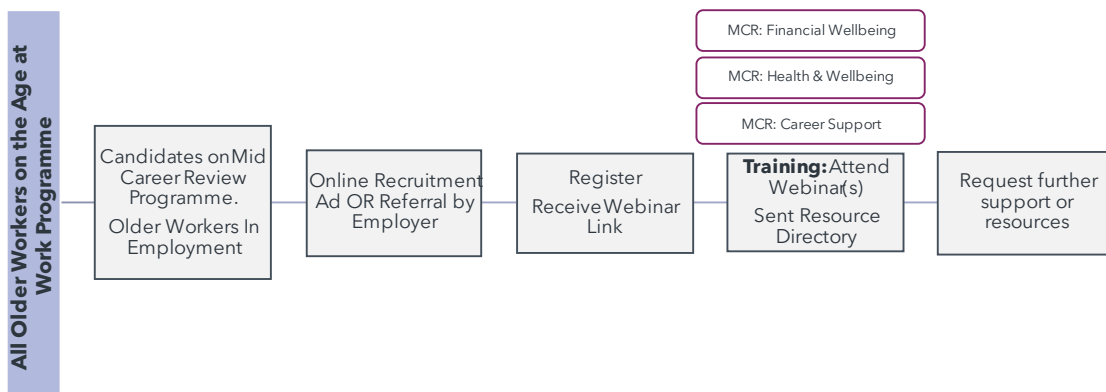 All Older Workers on the Age at
Work Programme
Candidates on Mid
Career Review
Programme.
Older Workers In
Employment
Online Recruitment
Ad OR Referral by
Employer
Register
Receive Webinar
Link
MCR: Financial Wellbeing
MCR: Health & Wellbeing
MCR: Career Support
Training: Attend
Webinar(s)
Sent Resource
Directory
Request further
support or
resources